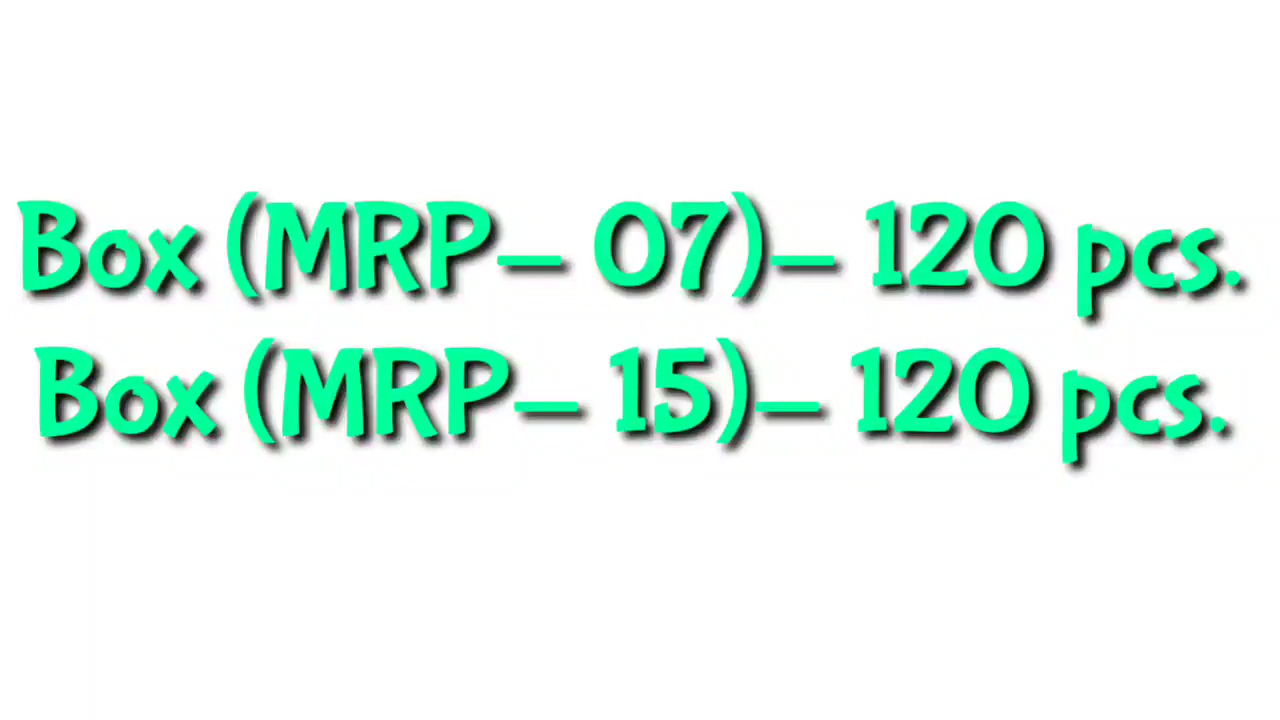 Box (MRP– 07)– 120 pcs.
Box (MRP– 15)– 120 pcs.